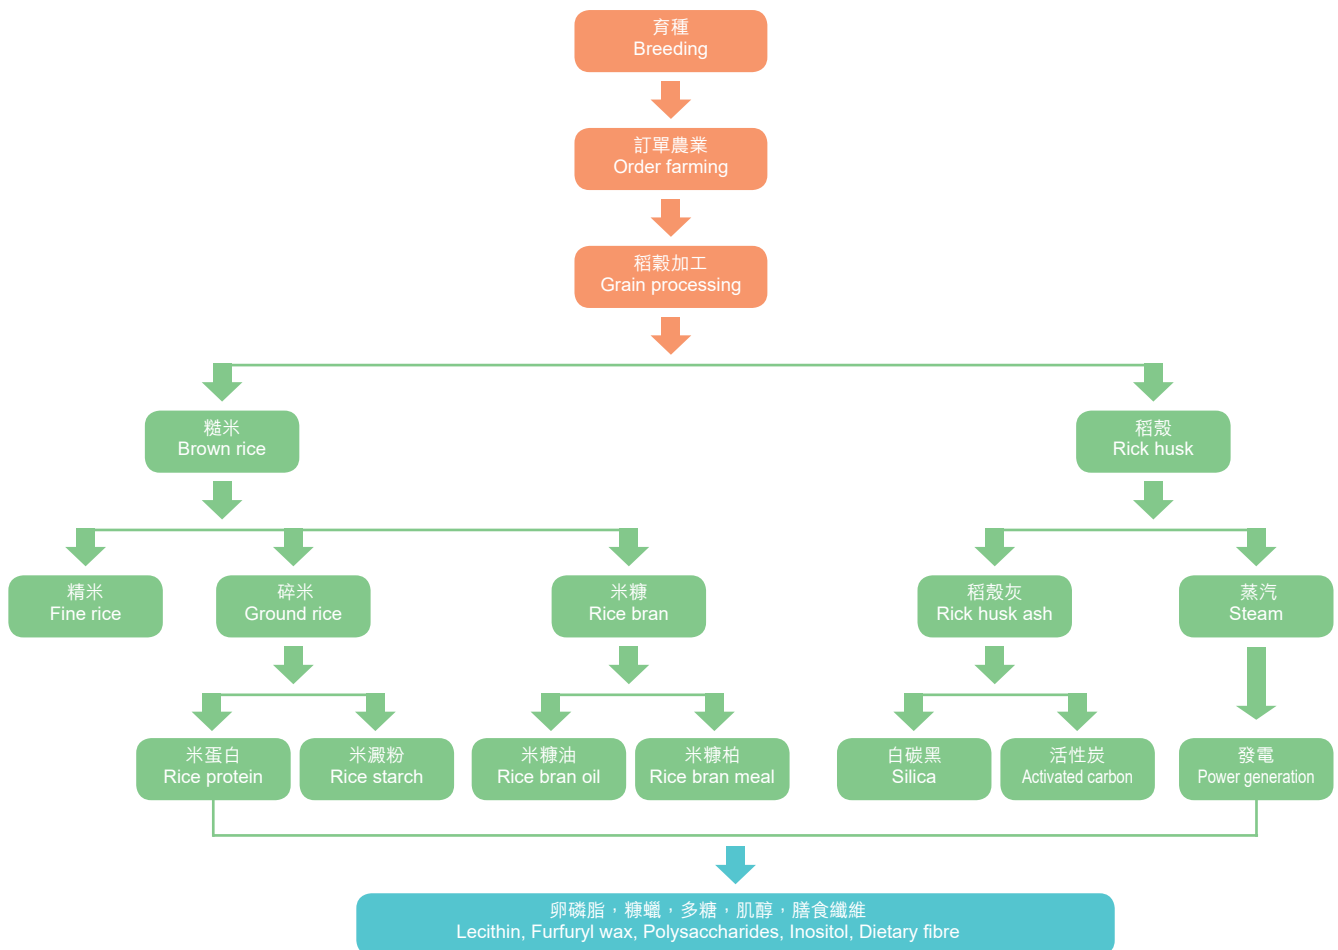 育種
Breeding
訂單農業
Order farming
稻穀加工
Grain processing
糙米
Brown rice
稻殼
Rick husk
精米
Fine rice
碎米
Ground rice
米糠
Rice bran
稻殼灰
Rick husk ash
蒸汽
Steam
米蛋白
Rice protein
米澱粉
Rice starch
米糠油
Rice bran oil
米糠柏
Rice bran meal
白碳黑
Silica
活性炭
Activated carbon
發電
Power generation
卵磷脂，糠蠟，多糖，肌醇，膳食纖維
Lecithin, Furfuryl wax, Polysaccharides, Inositol, Dietary fibre